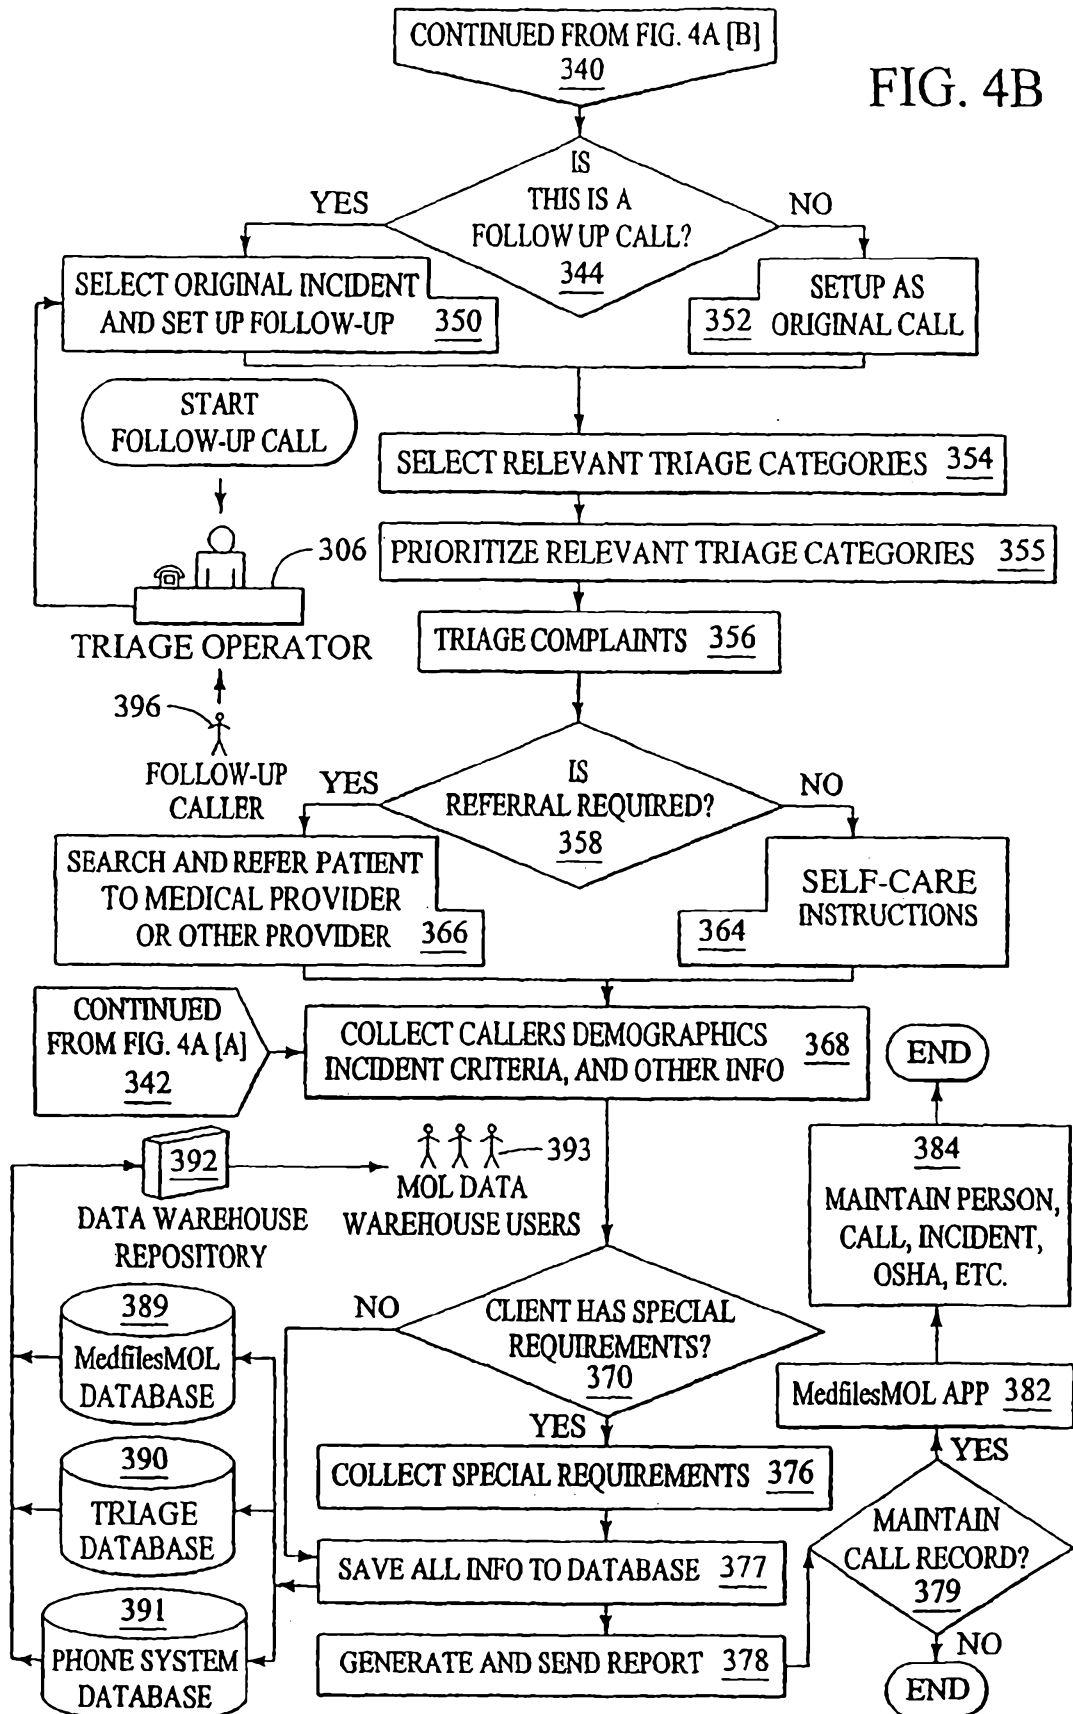 CONTINUED FROM FIG. 4A [B]
340
FIG. 4B
IS
THIS IS A
FOLLOW UP CALL?
344
YES
NO
SELECT ORIGINAL INCIDENT
AND SET UP FOLLOW-UP 350
SETUP AS
352 ORIGINAL CALL
START
FOLLOW-UP CALL
SELECT RELEVANT TRIAGE CATEGORIES 354
PRIORITIZE RELEVANT TRIAGE CATEGORIES 355
306
TRIAGE OPERATOR
TRIAGE COMPLAINTS 356
396
FOLLOW-UP
CALLER
YES
IS
REFERRAL REQUIRED?
358
NO
SEARCH AND REFER PATIENT
TO MEDICAL PROVIDER
OR OTHER PROVIDER 366
SELF-CARE
364 INSTRUCTIONS
CONTINUED
FROM FIG. 4A [A]
342
COLLECT CALLERS DEMOGRAPHICS
INCIDENT CRITERIA, AND OTHER INFO 368
END
392
DATA WAREHOUSE
REPOSITORY
393
MOL DATA
WAREHOUSE USERS
384
MAINTAIN PERSON,
CALL, INCIDENT,
OSHA, ETC.
389
MedfilesMOL
DATABASE
NO
CLIENT HAS SPECIAL
REQUIREMENTS?
370
YES
MedfilesMOL APP 382
YES
390
TRIAGE
DATABASE
COLLECT SPECIAL REQUIREMENTS 376
MAINTAIN
CALL RECORD?
379
SAVE ALL INFO TO DATABASE 377
391
PHONE SYSTEM
DATABASE
GENERATE AND SEND REPORT 378
NO
END